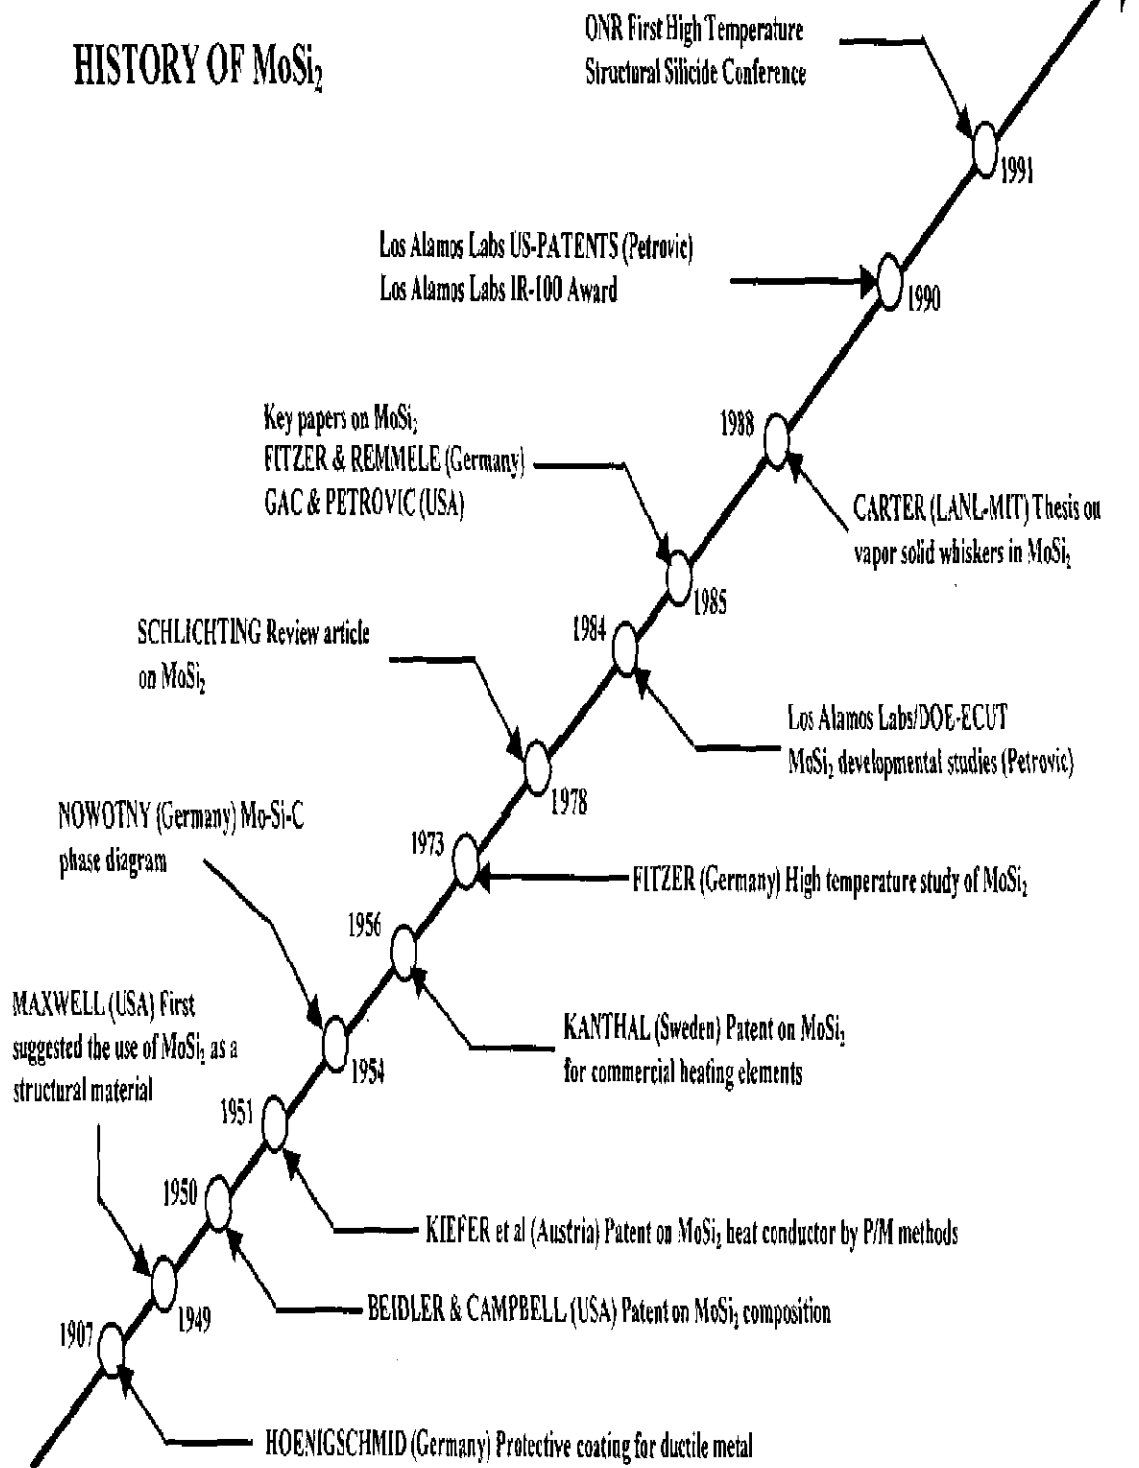 HISTORY OF MoSi₂
ONR First High Temperature
Structural Silicide Conference
1991
Los Alamos Labs US-PATENTS (Petrovic)
Los Alamos Labs IR-100 Award
1990
Key papers on MoSi₂
FITZER & REMMELE (Germany)
GAC & PETROVIC (USA)
1988
CARTER (LANL-MIT) Thesis on
vapor solid whiskers in MoSi₂
1985
SCHLICHTING Review article
on MoSi₂
1984
Los Alamos Labs/DOE-ECUT
MoSi₂ developmental studies (Petrovic)
1978
NOWOTNY (Germany) Mo-Si-C
phase diagram
1973
FITZER (Germany) High temperature study of MoSi₂
1956
KANTHAL (Sweden) Patent on MoSi₂
for commercial heating elements
MAXWELL (USA) First
suggested the use of MoSi₂ as a
structural material
1954
1951
KIEFER et al (Austria) Patent on MoSi₂ heat conductor by P/M methods
1950
BEIDLER & CAMPBELL (USA) Patent on MoSi₂ composition
1949
1907
HOENIGSCHMID (Germany) Protective coating for ductile metal